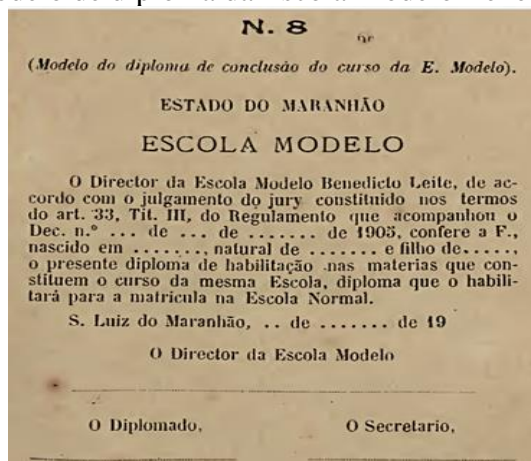 N. 8
(Modelo do diploma de conclusão do curso da E. Modelo).
ESTADO DO MARANHÃO
ESCOLA MODELO
O Director da Escola Modelo Benedicto Leite, de ac-
cordo com o julgamento do jury constituido nos termos
do art. 33, Tit. III, do Regulamento que acompanhou o
Dec. n.º ... de ... de ....... de 1905, confere a F.,
nascido em ......., natural de ....... e filho de.....,
o presente diploma de habilitação nas materias que con-
stituem o curso da mesma Escola, diploma que o habili-
tará para a matricula na Escola Normal.
S. Luiz do Maranhão, .. de ....... de 19
O Director da Escola Modelo
O Diplomado,
O Secretario,